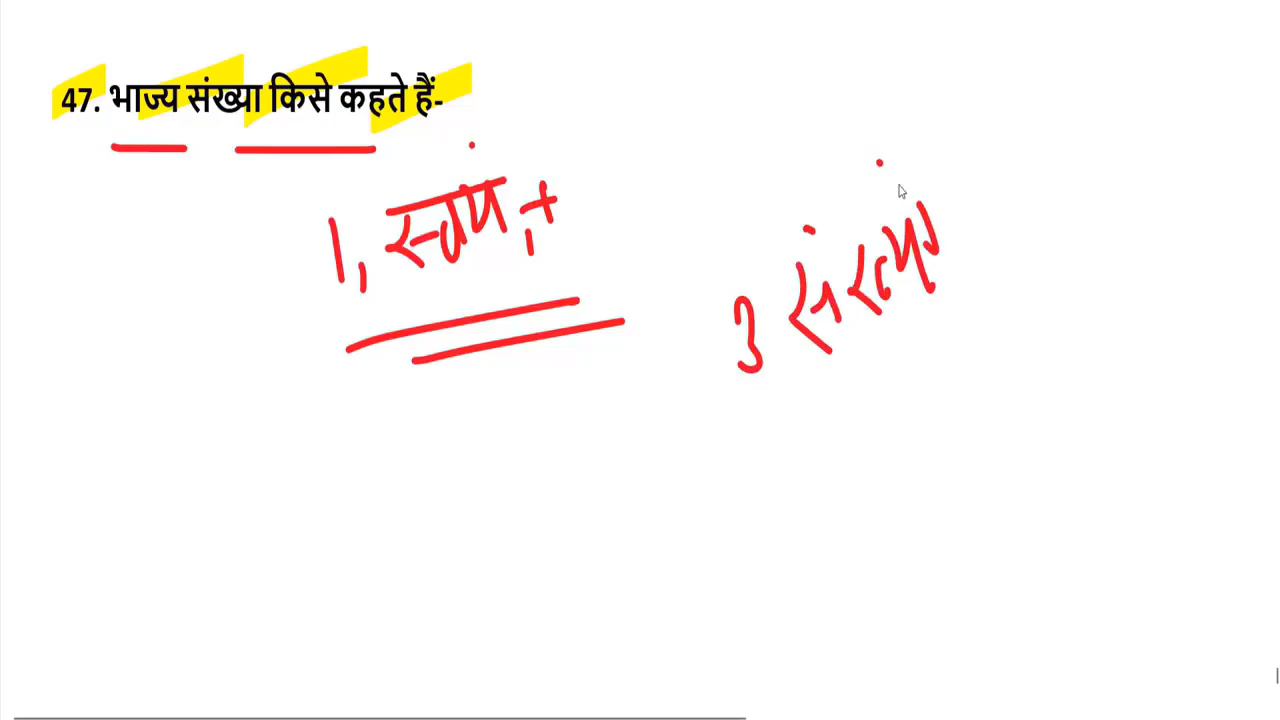 47. भाज्य संख्या किसे कहते हैं-
1, स्वयं, +
3 संख्या